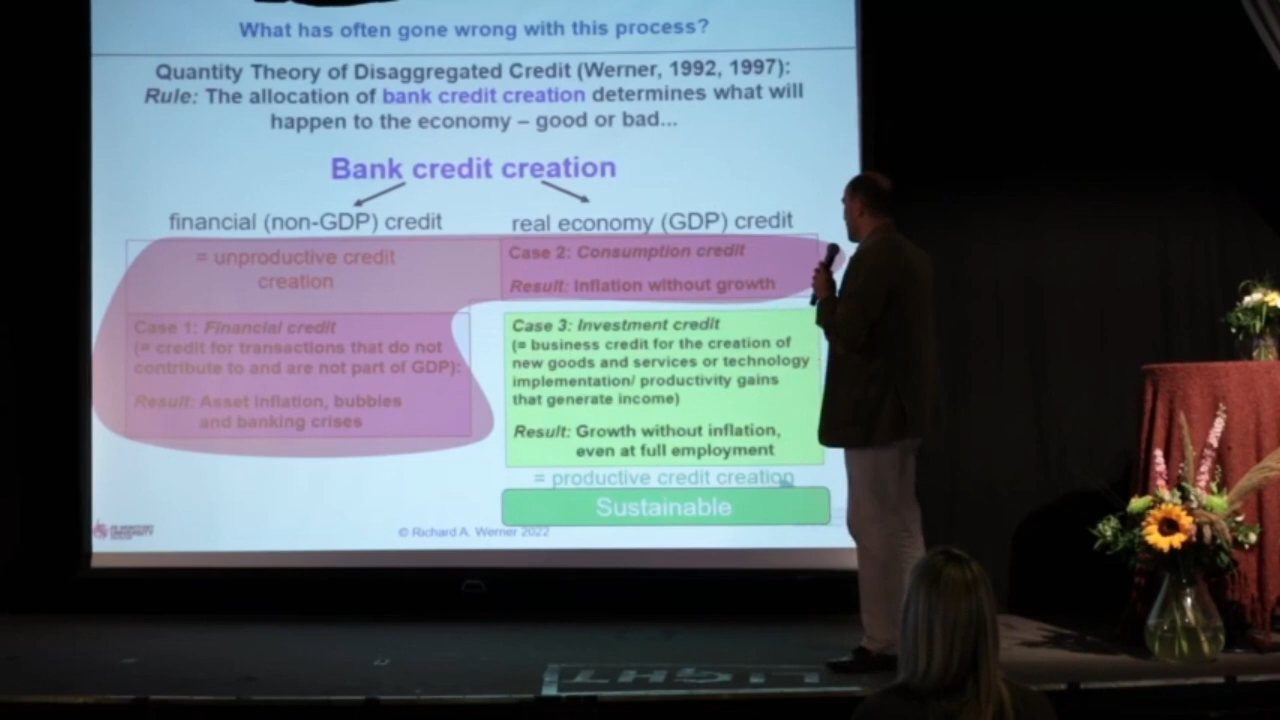 What has often gone wrong with this process?
Quantity Theory of Disaggregated Credit (Werner, 1992, 1997):
Rule: The allocation of bank credit creation determines what will
happen to the economy – good or bad...
Bank credit creation
financial (non-GDP) credit
real economy (GDP) credit
= unproductive credit
creation
Case 1: Financial credit
(= credit for transactions that do not
contribute to and are not part of GDP):
Result: Asset inflation, bubbles
and banking crises
Case 2: Consumption credit
Result: Inflation without growth
Case 3: Investment credit
(= business credit for the creation of
new goods and services or technology
implementation/ productivity gains
that generate income)
Result: Growth without inflation,
even at full employment
= productive credit creation
Sustainable
DE MONTFORT
UNIVERSITY
© Richard A. Werner 2022
LIGHT